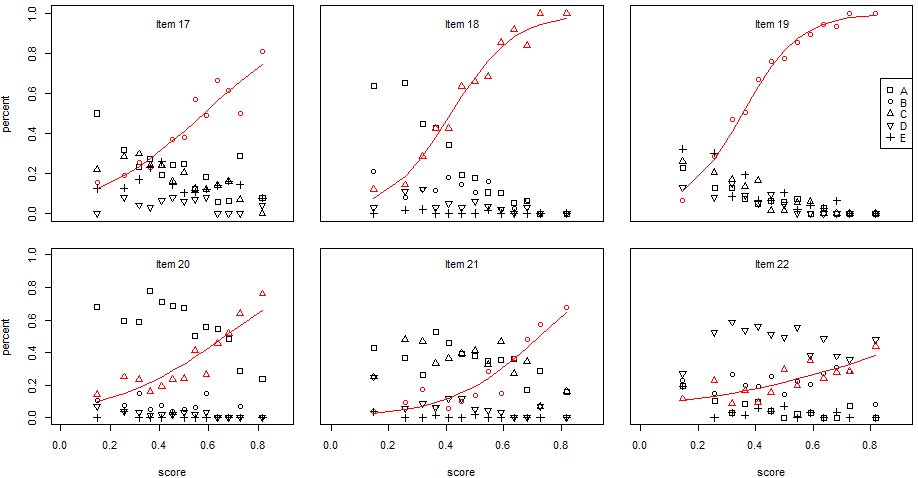 Item 17
Item 18
Item 19
percent
0.0 0.2 0.4 0.6 0.8 1.0
A
B
C
D
E
Item 20
Item 21
Item 22
percent
0.0 0.2 0.4 0.6 0.8 1.0
0.0 0.2 0.4 0.6 0.8
0.0 0.2 0.4 0.6 0.8
0.0 0.2 0.4 0.6 0.8
score
score
score